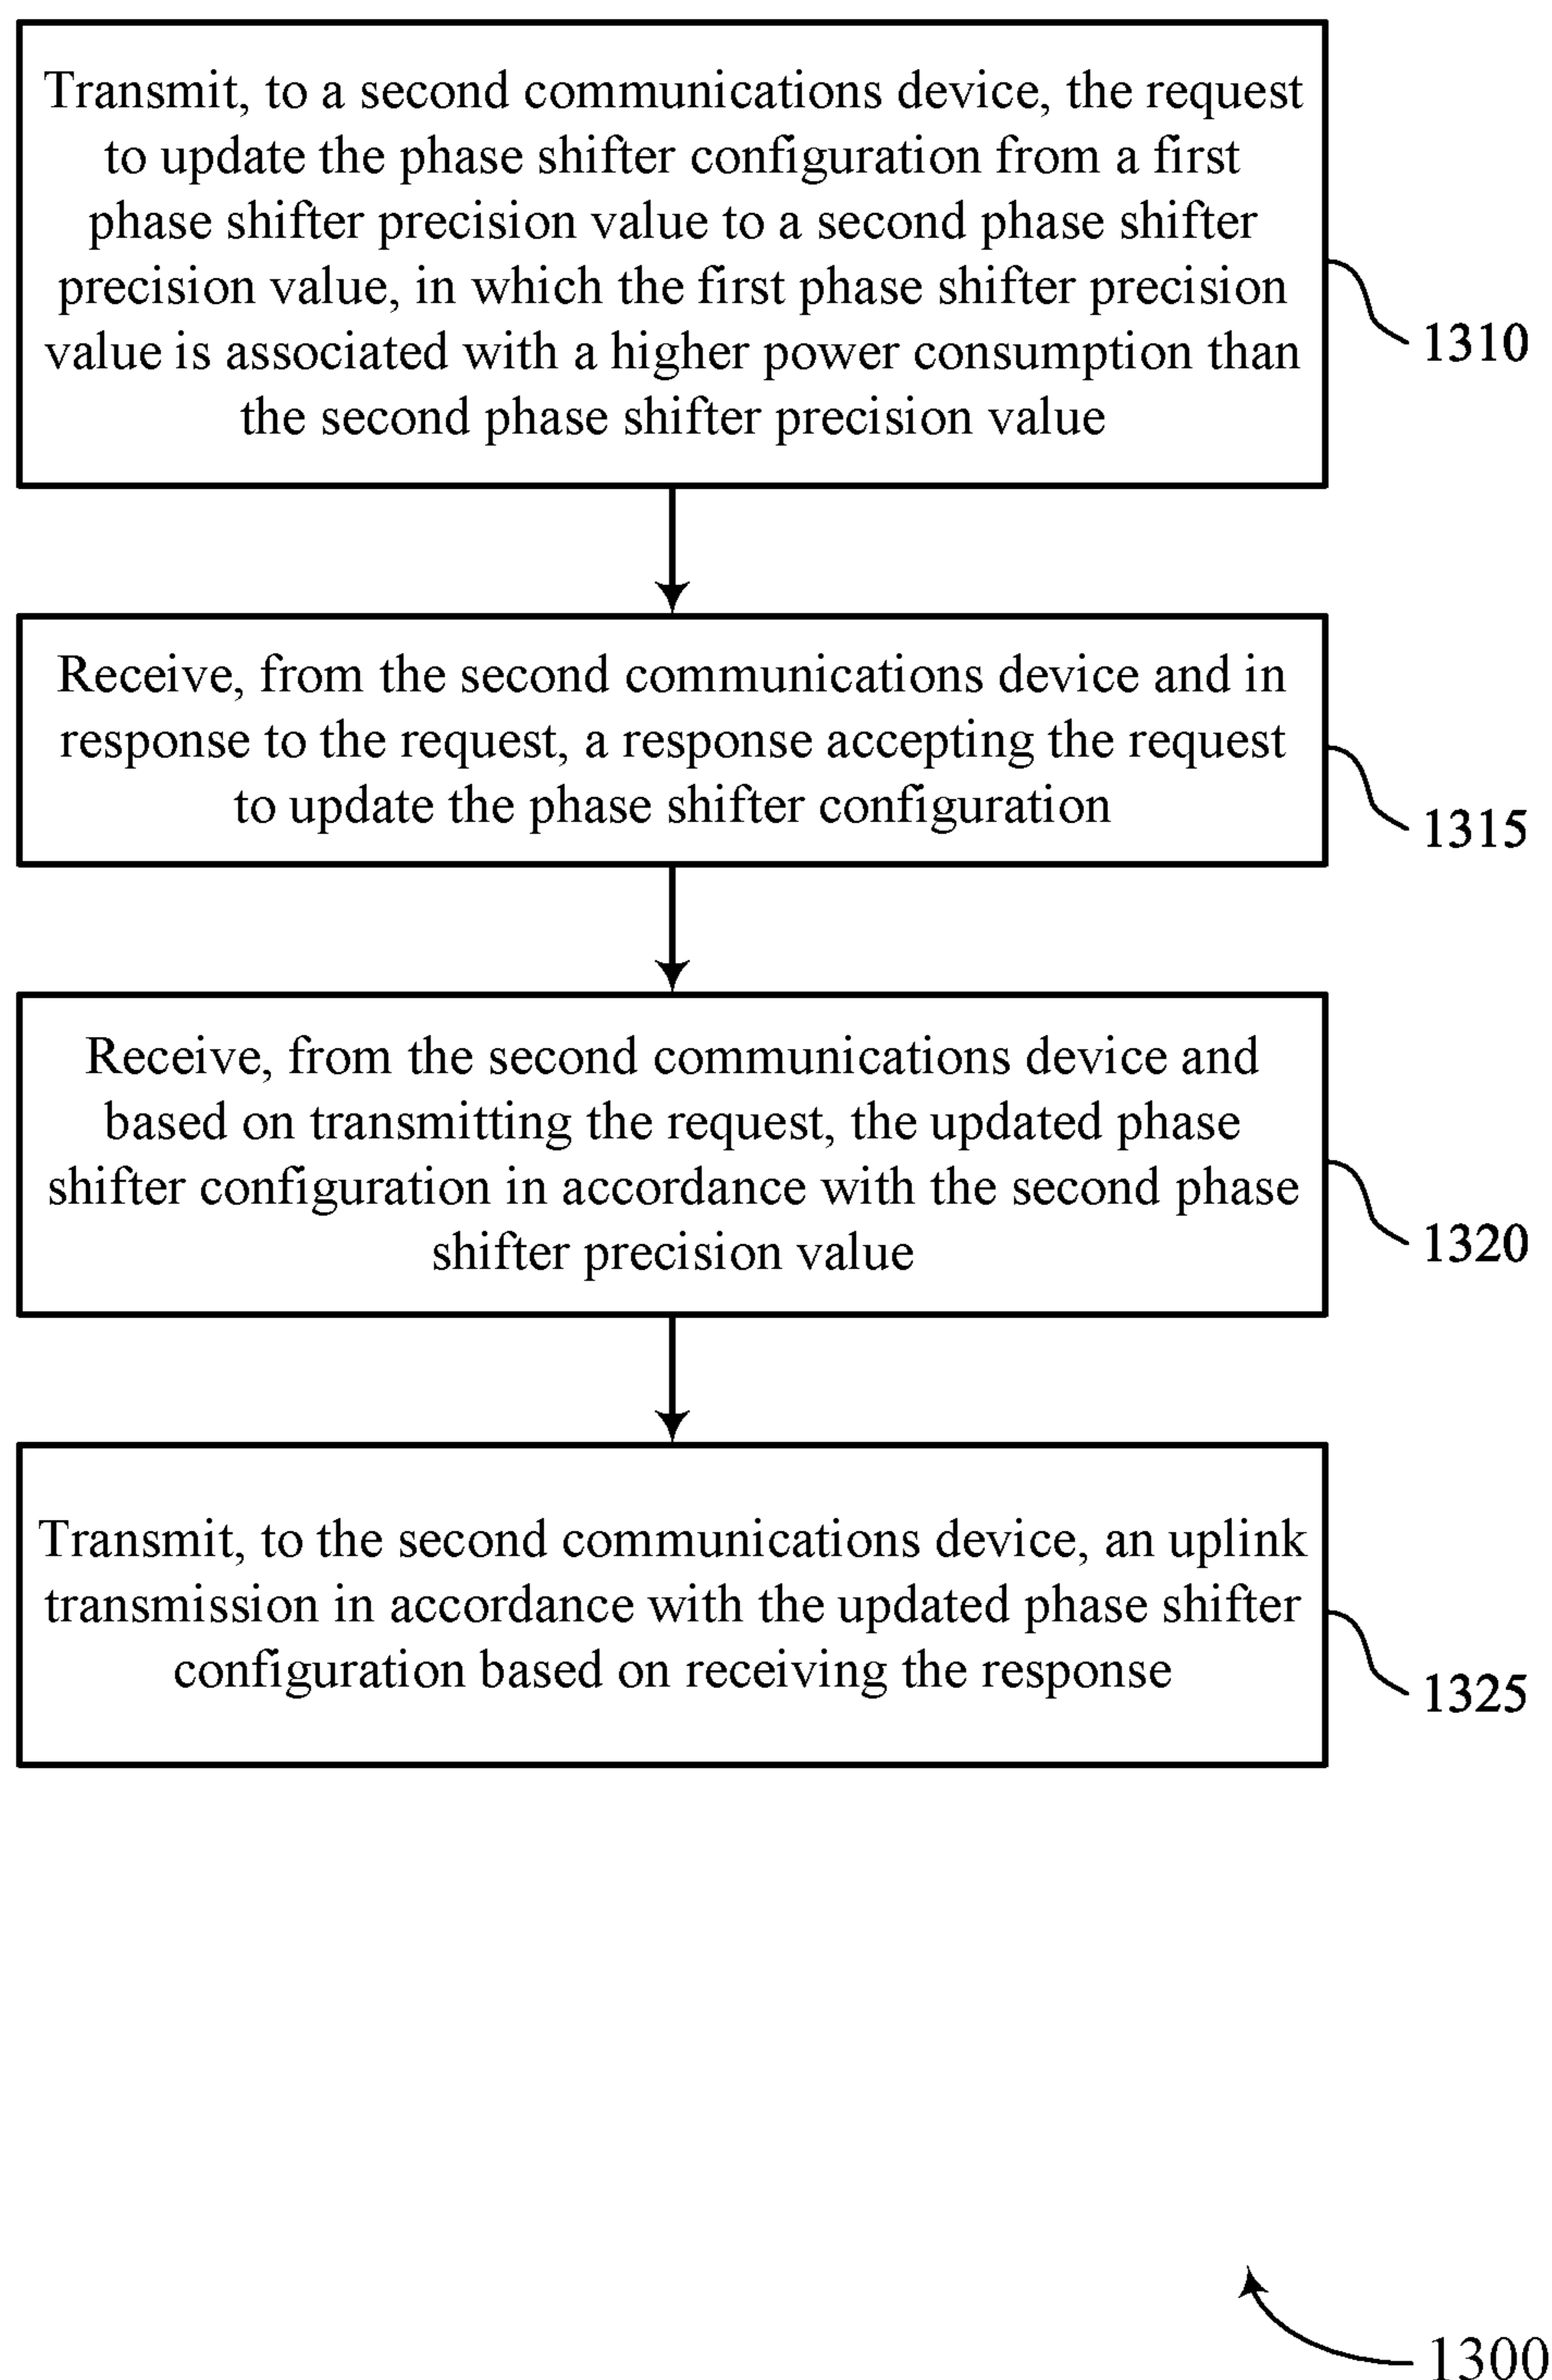 Transmit, to a second communications device, the request
to update the phase shifter configuration from a first
phase shifter precision value to a second phase shifter
precision value, in which the first phase shifter precision
value is associated with a higher power consumption than
the second phase shifter precision value
1310
Receive, from the second communications device and in
response to the request, a response accepting the request
to update the phase shifter configuration
1315
Receive, from the second communications device and
based on transmitting the request, the updated phase
shifter configuration in accordance with the second phase
shifter precision value
1320
Transmit, to the second communications device, an uplink
transmission in accordance with the updated phase shifter
configuration based on receiving the response
1325
1300